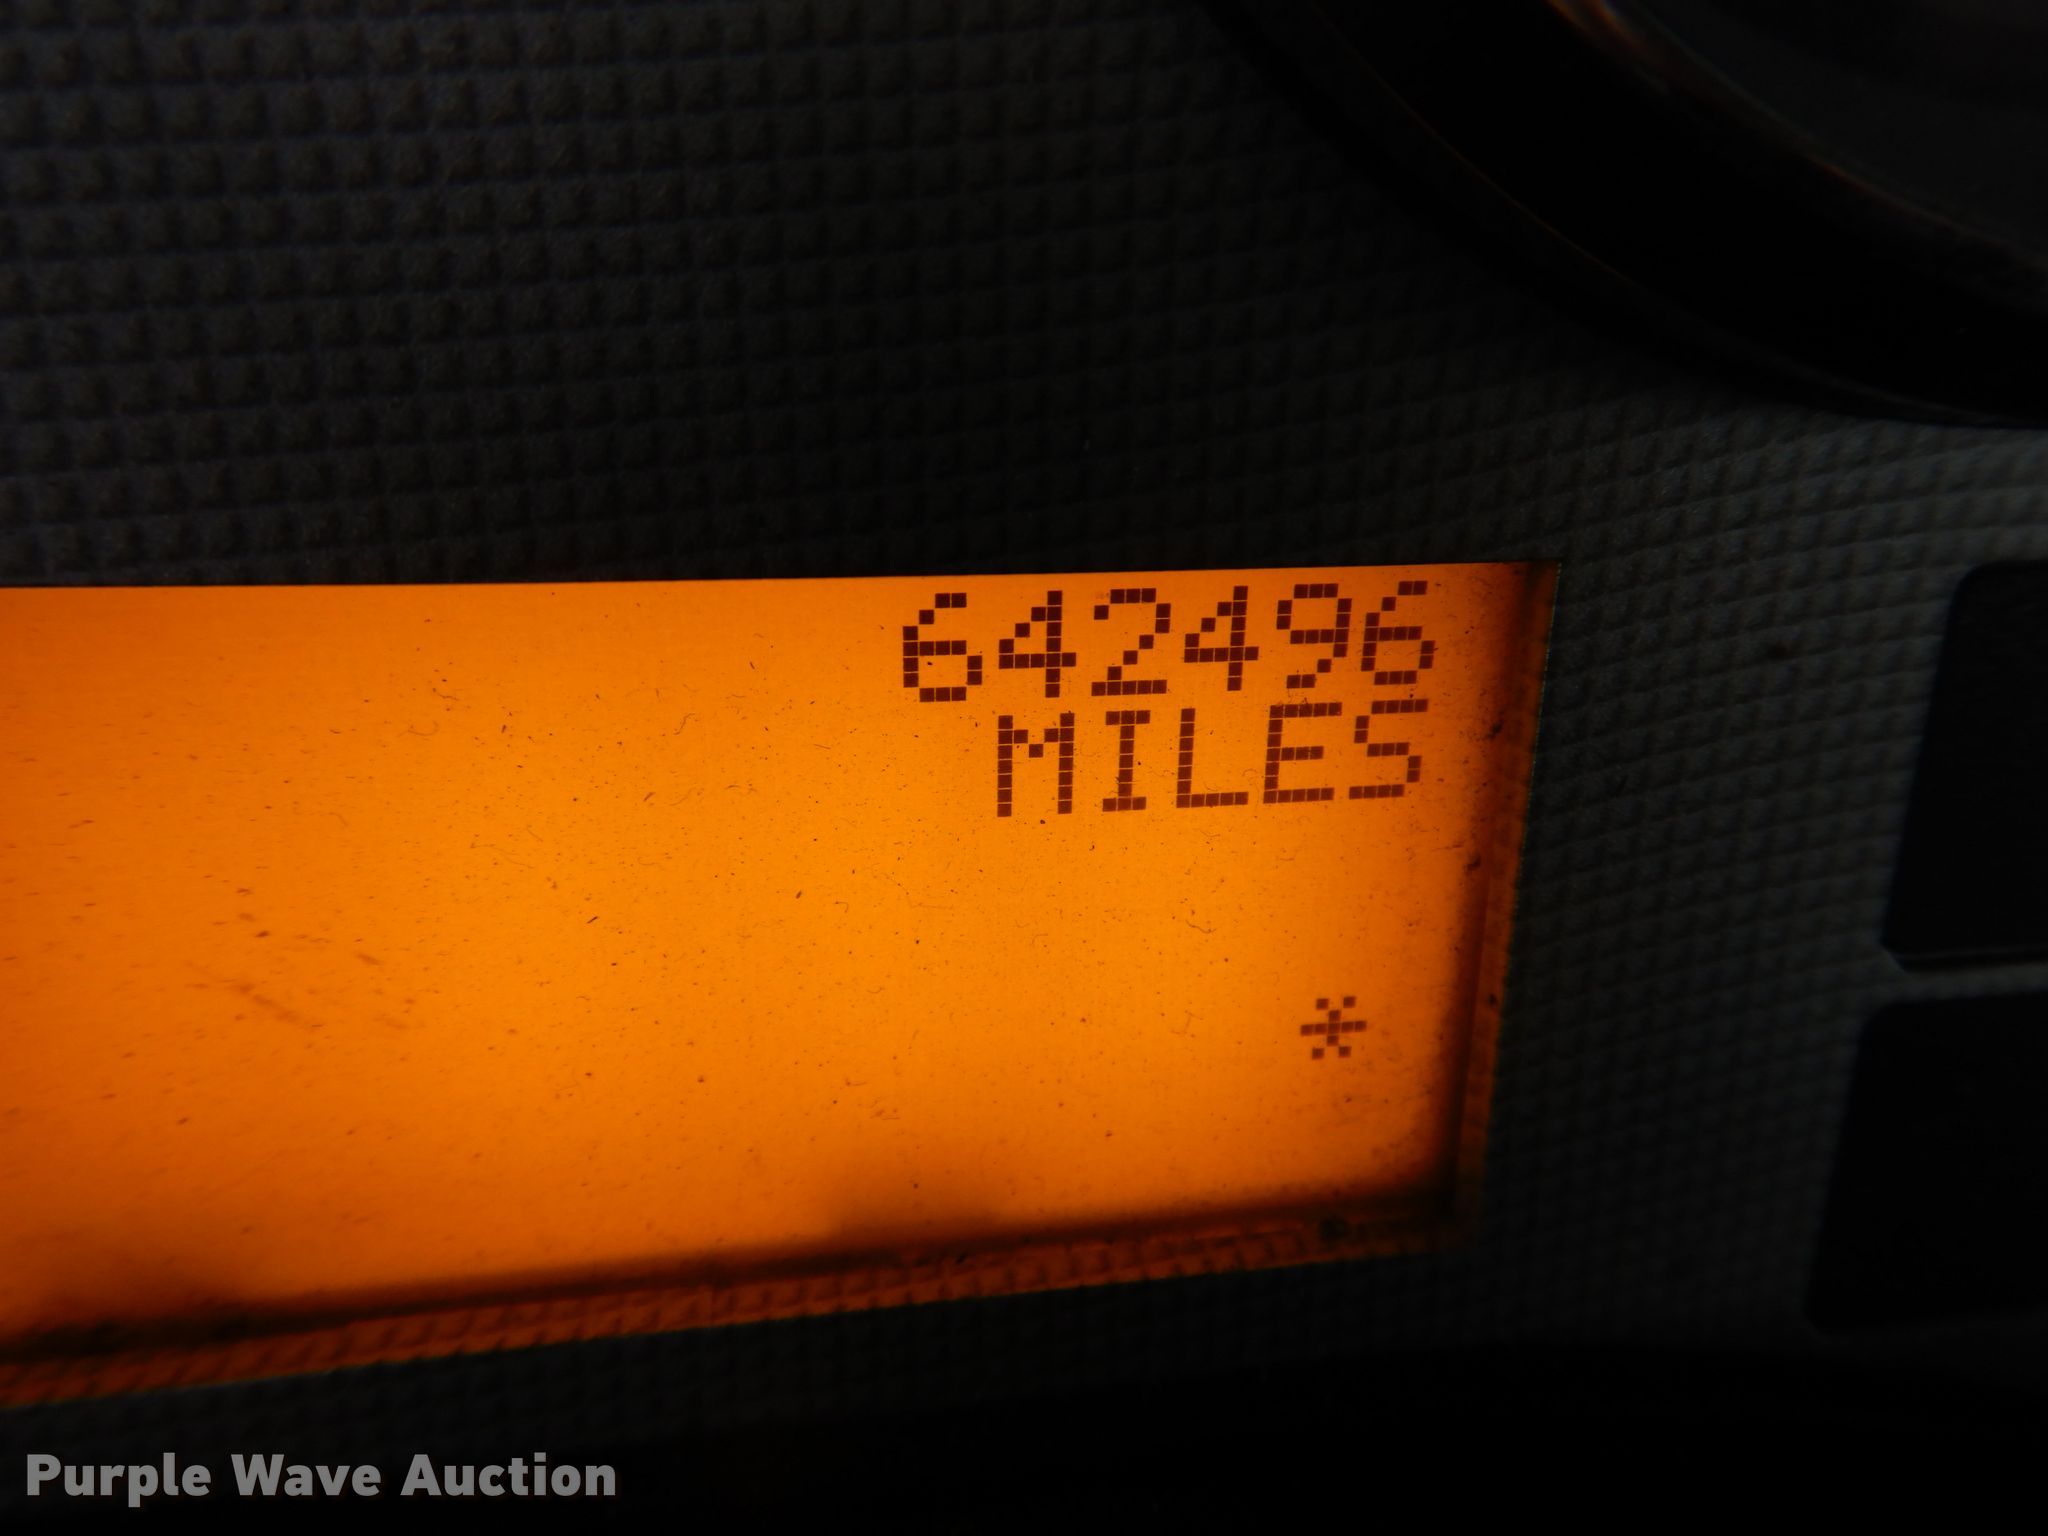 642496
MILES
*
Purple Wave Auction